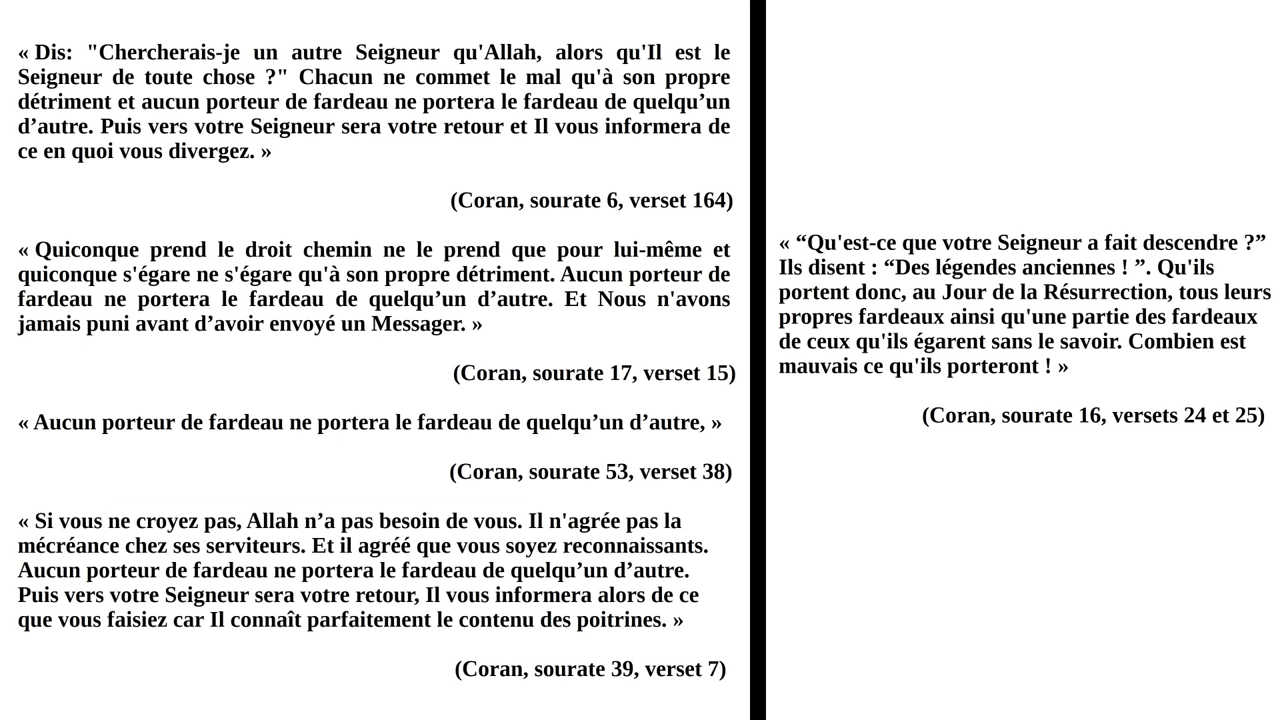 « Dis: "Chercherais-je un autre Seigneur qu'Allah, alors qu'Il est le
Seigneur de toute chose ?" Chacun ne commet le mal qu'à son propre
détriment et aucun porteur de fardeau ne portera le fardeau de quelqu’un
d’autre. Puis vers votre Seigneur sera votre retour et Il vous informera de
ce en quoi vous divergez. »
(Coran, sourate 6, verset 164)
« Quiconque prend le droit chemin ne le prend que pour lui-même et
quiconque s'égare ne s'égare qu'à son propre détriment. Aucun porteur de
fardeau ne portera le fardeau de quelqu’un d’autre. Et Nous n'avons
jamais puni avant d’avoir envoyé un Messager. »
(Coran, sourate 17, verset 15)
« Aucun porteur de fardeau ne portera le fardeau de quelqu’un d’autre, »
(Coran, sourate 53, verset 38)
« Si vous ne croyez pas, Allah n’a pas besoin de vous. Il n'agrée pas la
mécréance chez ses serviteurs. Et il agréé que vous soyez reconnaissants.
Aucun porteur de fardeau ne portera le fardeau de quelqu’un d’autre.
Puis vers votre Seigneur sera votre retour, Il vous informera alors de ce
que vous faisiez car Il connaît parfaitement le contenu des poitrines. »
(Coran, sourate 39, verset 7)
« “Qu'est-ce que votre Seigneur a fait descendre ?”
Ils disent : “Des légendes anciennes ! ”. Qu'ils
portent donc, au Jour de la Résurrection, tous leurs
propres fardeaux ainsi qu'une partie des fardeaux
de ceux qu'ils égarent sans le savoir. Combien est
mauvais ce qu'ils porteront ! »
(Coran, sourate 16, versets 24 et 25)